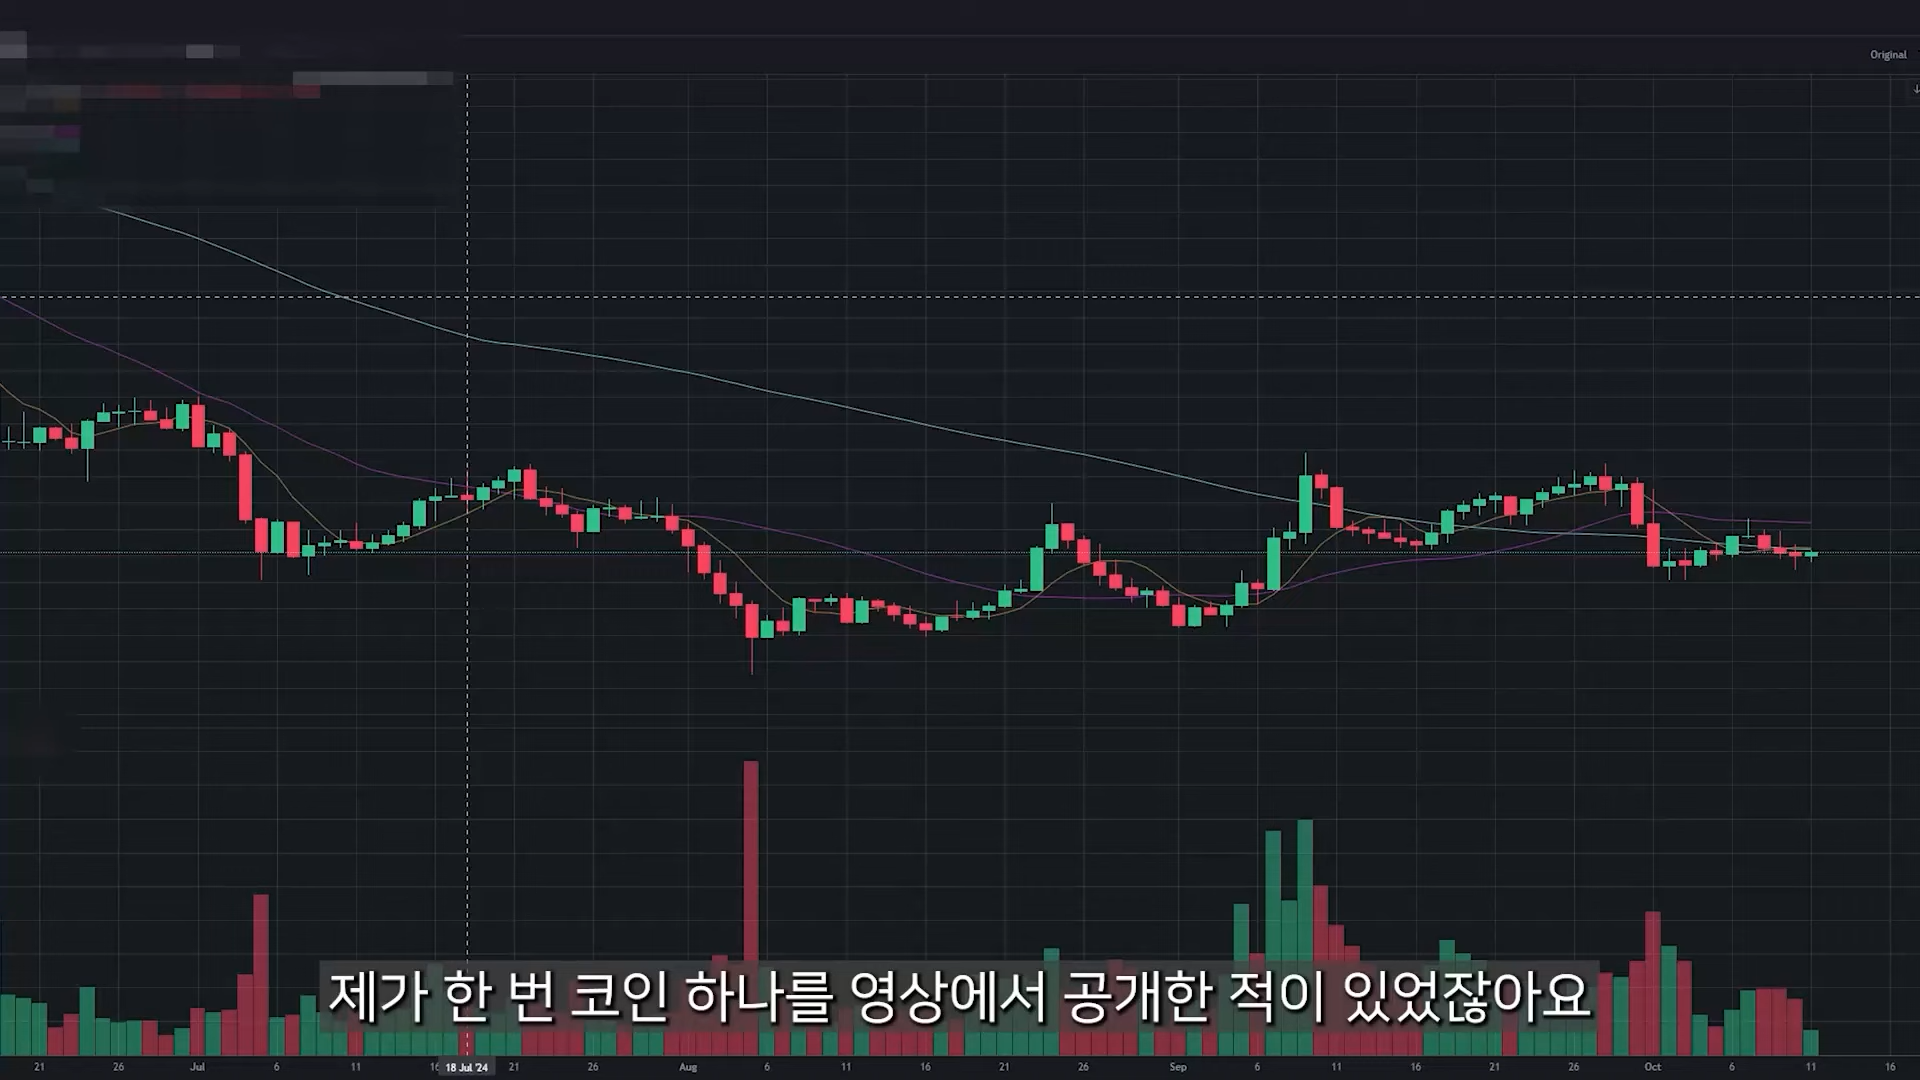 Original
제가 한 번 코인 하나를 영상에서 공개한 적이 있었잖아요
21 26 Jul 6 11 16 18 Jul '24 21 26 Aug 6 11 16 21 26 Sep 6 11 16 21 26 Oct 6 11 16